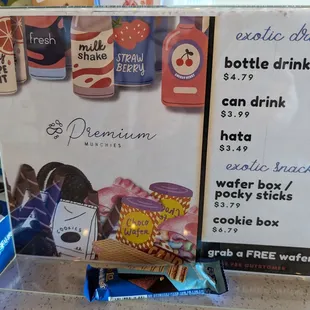 fresh
milk
shake
STRAW
BERRY
Premium
MUNCHIES
COOKIES
Choco
Wafer
exotic
bottle drink
$4.79
can drink
$3.99
hata
$3.49
exotic snack
wafer box /
pocky sticks
$3.79
cookie box
$6.79
grab a FREE wafer